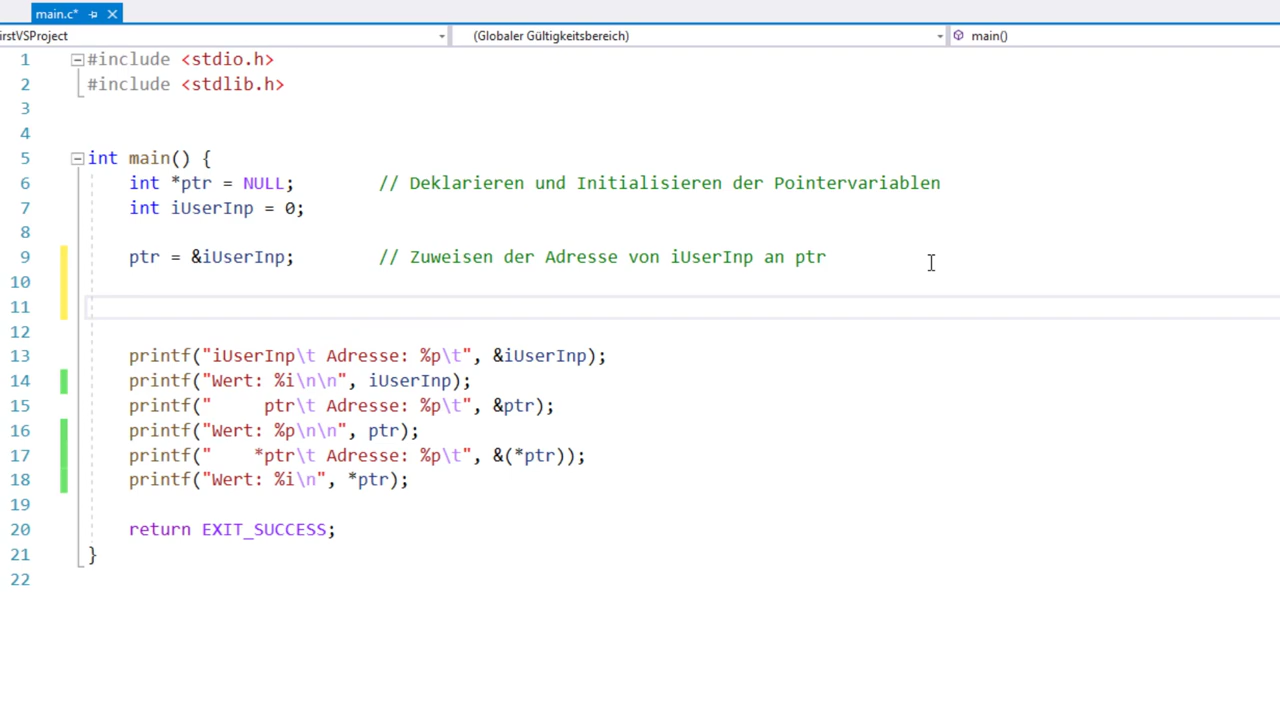 main.c*
irstVSProject (Globaler Gültigkeitsbereich) main()
1 #include <stdio.h>
2 #include <stdlib.h>
3
4
5 int main() {
6 int *ptr = NULL; // Deklarieren und Initialisieren der Pointervariablen
7 int iUserInp = 0;
8
9 ptr = &iUserInp; // Zuweisen der Adresse von iUserInp an ptr
10
11
12
13 printf("iUserInp\t Adresse: %p\t", &iUserInp);
14 printf("Wert: %i\n\n", iUserInp);
15 printf("     ptr\t Adresse: %p\t", &ptr);
16 printf("Wert: %p\n\n", ptr);
17 printf("    *ptr\t Adresse: %p\t", &(*ptr));
18 printf("Wert: %i\n", *ptr);
19
20 return EXIT_SUCCESS;
21 }
22